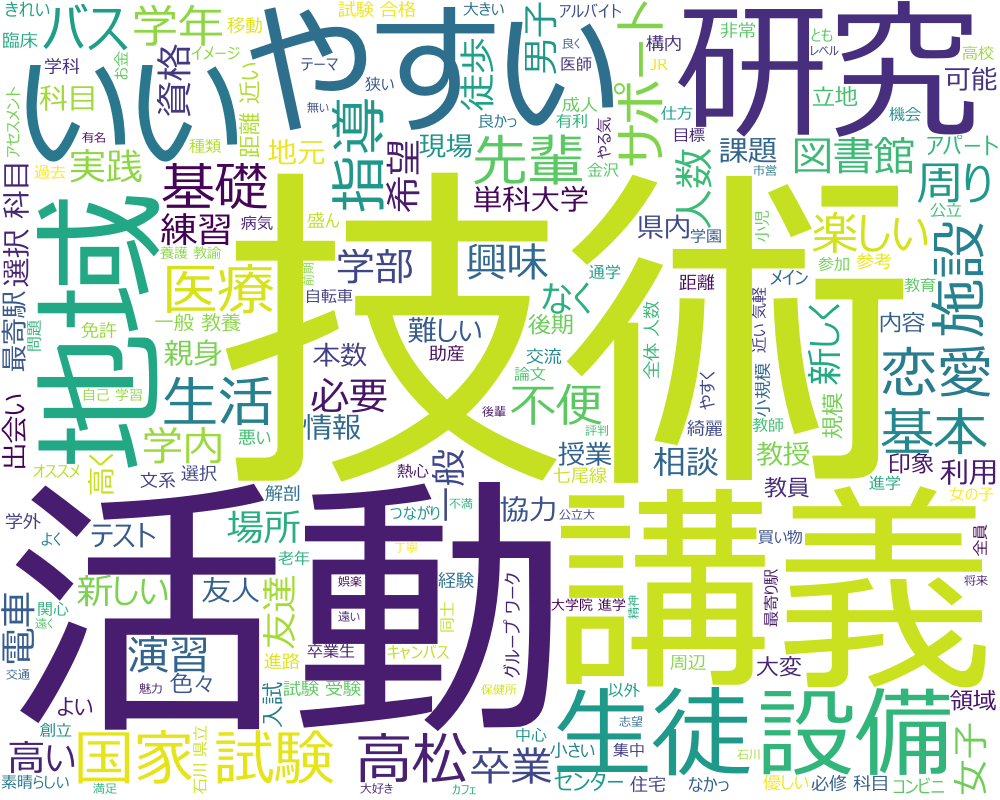 きれい
バス
学年
移動
いい
やすい
試験 合格
大きい
アルバイト
男子
研究
臨床
学科
イメージ
資格
お金
テーマ
良く
医師
構内
JR
非常
とも
レベル
高校
可能
アセスメント
科目
有名
無い
狭い
徒歩
成人
サポート
仕方
立地
機会
距離 近い
良かっ
有利
やる気
目標
過去
実践
種類
地元
指導
現場
先輩
課題
市営
図書館
アパート
科目
選択
基礎
希望
単科大学
金沢
人数
周り
公立
地域
練習
病気
盛ん
県内
学園
小児
楽しい
養護 教諭
医療
前期
学部
興味
通学
技術
参加
参考
教育
施設
最寄駅
問題
免許
一般 教養
自転車
なく
距離
メイン
親身
本数
難しい
助産
後期
交流
全体 人数
近い
気軽
新しく
内容
恋愛
自己 学習
生活
必要
論文
不便
やすく
小規模
教師
規模
出会い
高く
学内
悪い
情報
後輩
評判
綺麗
基本
オススメ
文系
選択
熱心
一般
授業
七尾線
相談
教授
印象
利用
教員
進学
女の子
学外
よく
テスト
解剖
場所
つながり
不満
協力
公立大
講義
買い物
全員
電車
関心
遠く
新しい
老年
友人
活動
丁寧
娯楽
経験
グループ ワーク
大学院 進学
精神
最寄り駅
将来
演習
友達
遠い
同士
交通
魅力
色々
進路
卒業生
キャンパス
周辺
大変
よい
入試
試験 受験
保健所
以外
領域
創立
高い
国家
石川 県立
試験
高松
卒業
中心
生徒
志望
設備
女子
素晴らしい
満足
大好き
カフェ
小さい
集中
センター
住宅
なかっ
石川
優しい
必修 科目
コンビニ